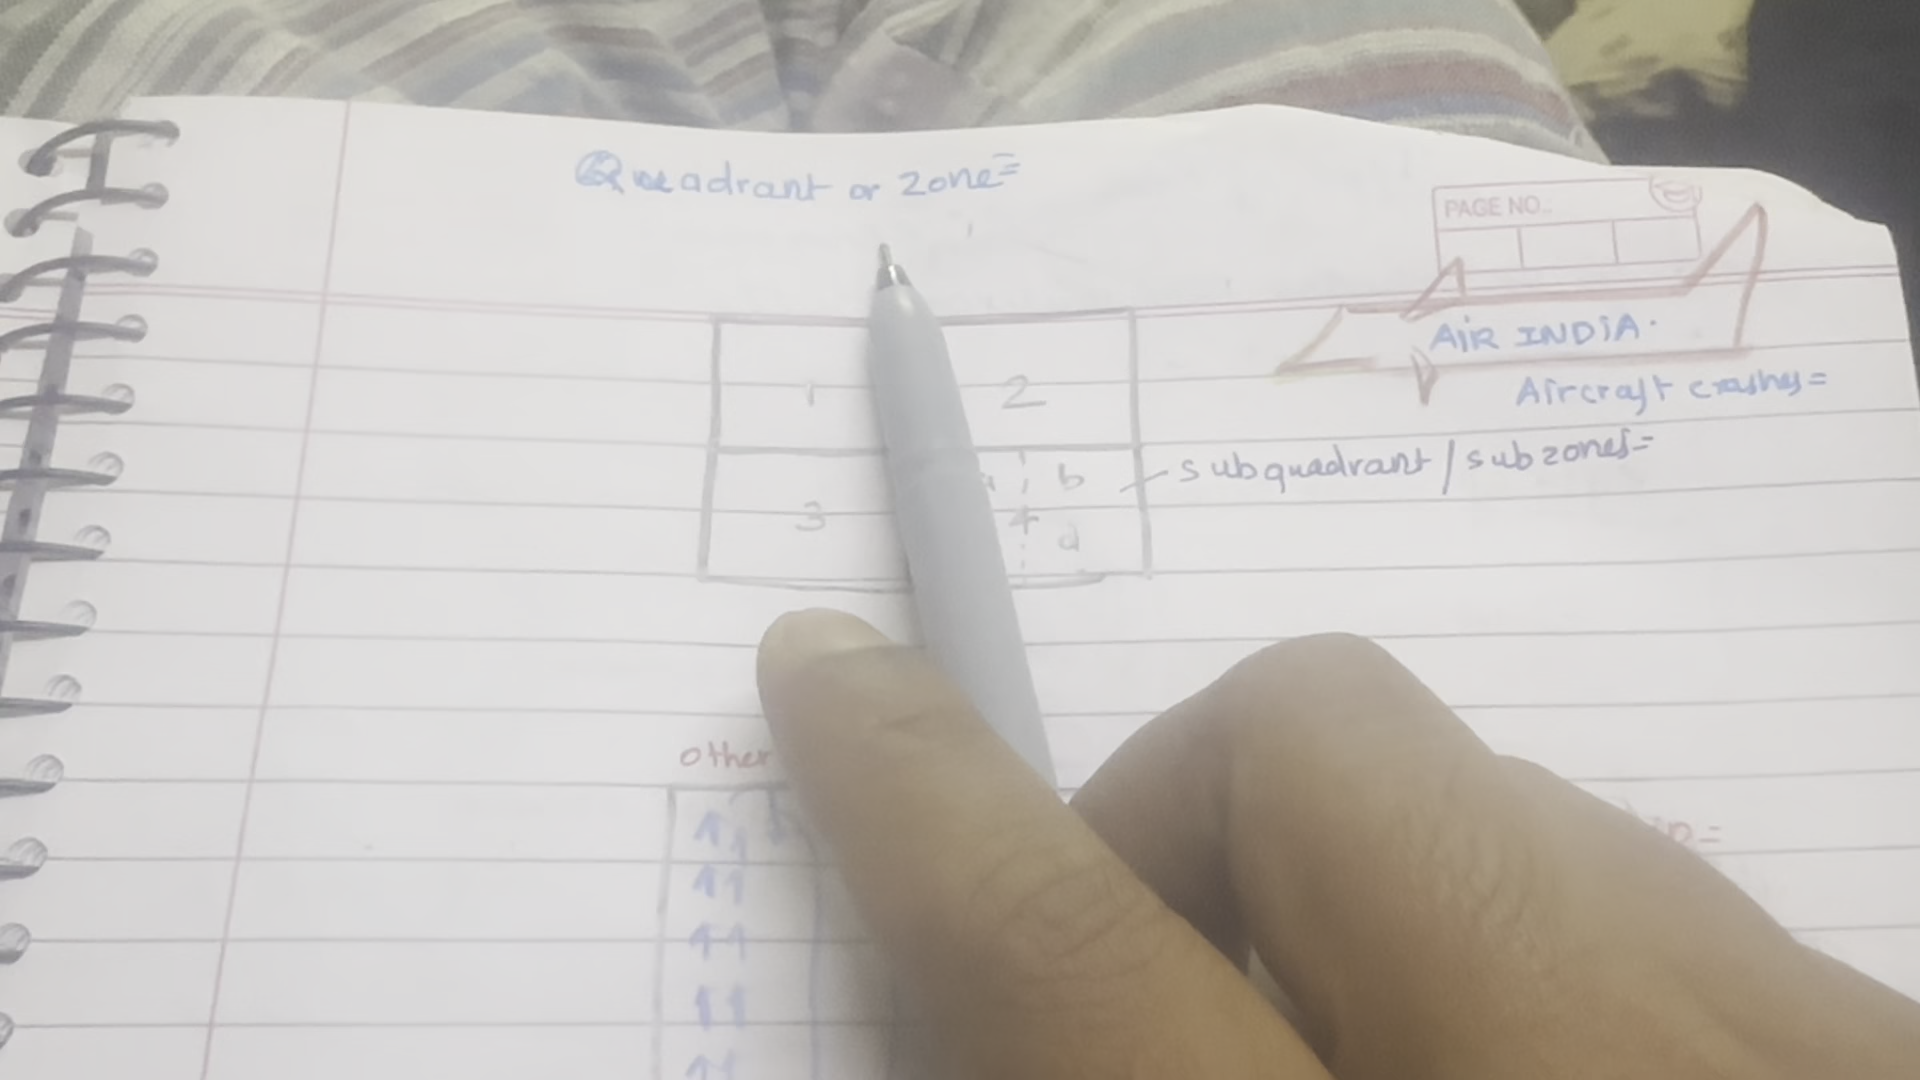 Quadrant or zone=
PAGE NO..
AiR INDiA.
Aircraft crashes=
1 2
b
subquadrant / subzones=
3 4
d
other